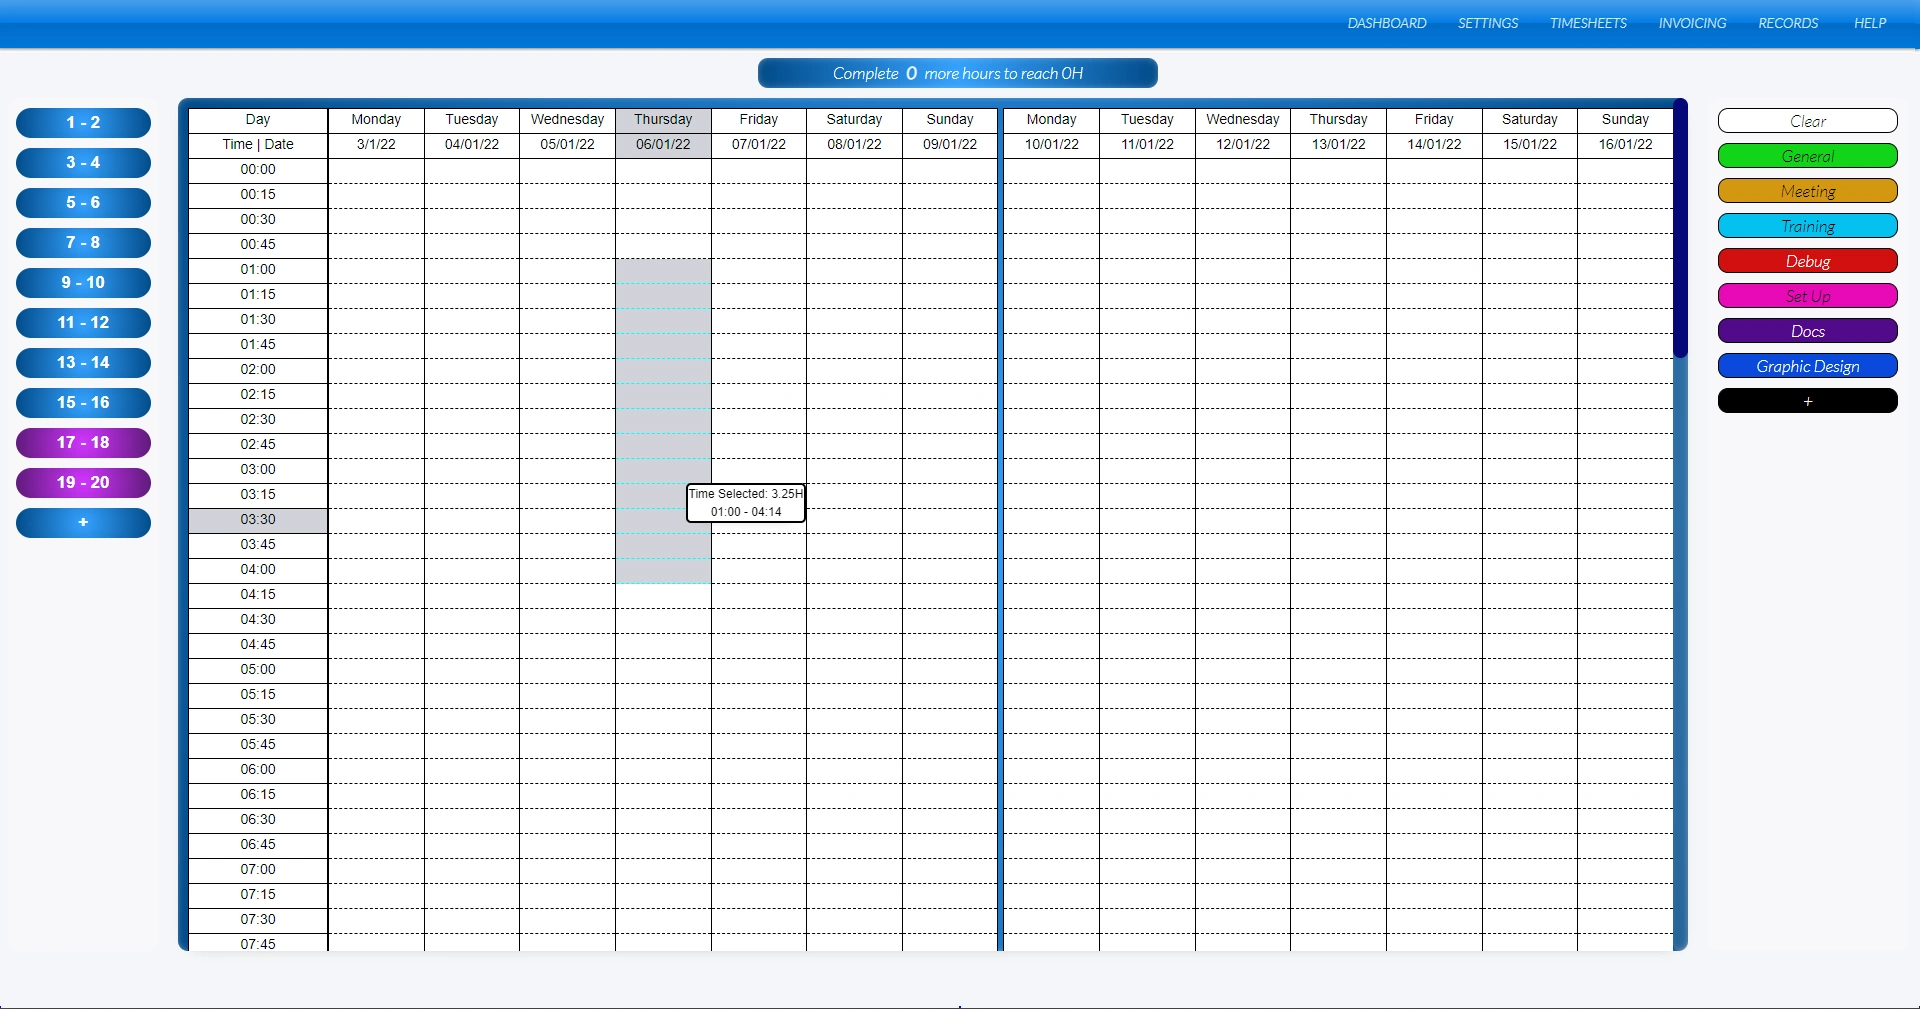 DASHBOARD SETTINGS TIMESHEETS INVOICING RECORDS HELP
Complete 0 more hours to reach 0H
1 - 2
3 - 4
5 - 6
7 - 8
9 - 10
11 - 12
13 - 14
15 - 16
17 - 18
19 - 20
+
Day Monday Tuesday Wednesday Thursday Friday Saturday Sunday Monday Tuesday Wednesday Thursday Friday Saturday Sunday
Time | Date 3/1/22 04/01/22 05/01/22 06/01/22 07/01/22 08/01/22 09/01/22 10/01/22 11/01/22 12/01/22 13/01/22 14/01/22 15/01/22 16/01/22
00:00
00:15
00:30
00:45
01:00
01:15
01:30
01:45
02:00
02:15
02:30
02:45
03:00
03:15
03:30
03:45
04:00
04:15
04:30
04:45
05:00
05:15
05:30
05:45
06:00
06:15
06:30
06:45
07:00
07:15
07:30
07:45
Time Selected: 3.25H
01:00 - 04:14
Clear
General
Meeting
Training
Debug
Set Up
Docs
Graphic Design
+